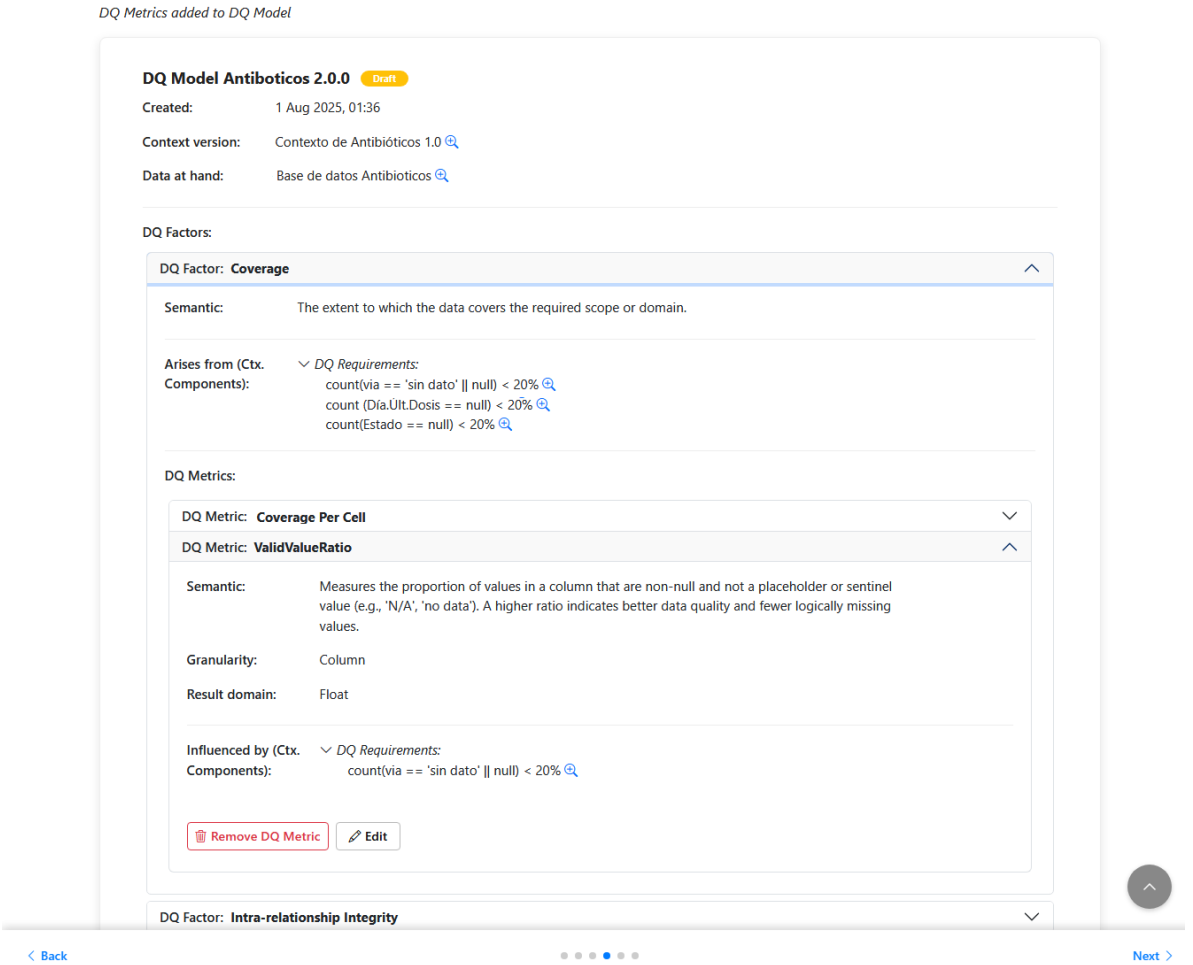 DQ Metrics added to DQ Model
DQ Model Antiboticos 2.0.0 Draft
Created: 1 Aug 2025, 01:36
Context version: Contexto de Antibióticos 1.0
Data at hand: Base de datos Antibioticos
DQ Factors:
DQ Factor: Coverage
Semantic: The extent to which the data covers the required scope or domain.
Arises from (Ctx. Components): DQ Requirements:
count(via == 'sin dato' || null) < 20%
count (Día.Últ.Dosis == null) < 20%
count(Estado == null) < 20%
DQ Metrics:
DQ Metric: Coverage Per Cell
DQ Metric: ValidValueRatio
Semantic: Measures the proportion of values in a column that are non-null and not a placeholder or sentinel
value (e.g., 'N/A', 'no data'). A higher ratio indicates better data quality and fewer logically missing
values.
Granularity: Column
Result domain: Float
Influenced by (Ctx. Components): DQ Requirements:
count(via == 'sin dato' || null) < 20%
Remove DQ Metric Edit
DQ Factor: Intra-relationship Integrity
Back Next